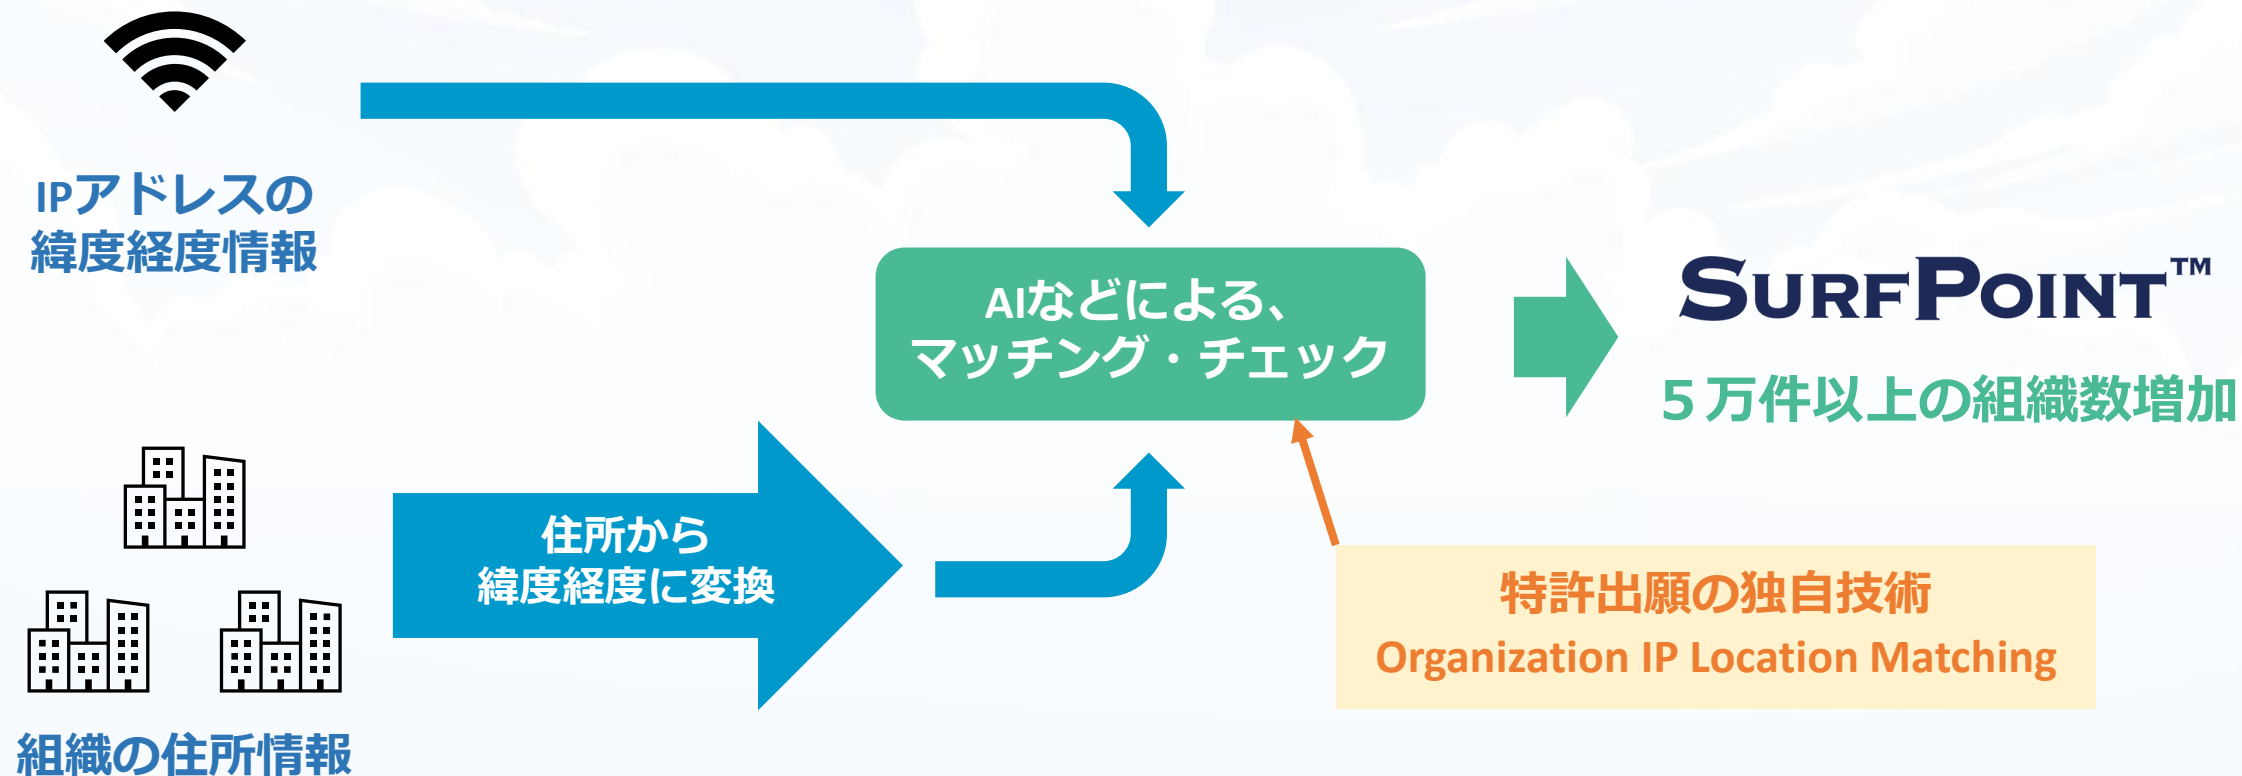 IPアドレスの
緯度経度情報
AIなどによる、
マッチング・チェック
SURFPOINT™
５万件以上の組織数増加
住所から
緯度経度に変換
特許出願の独自技術
Organization IP Location Matching
組織の住所情報